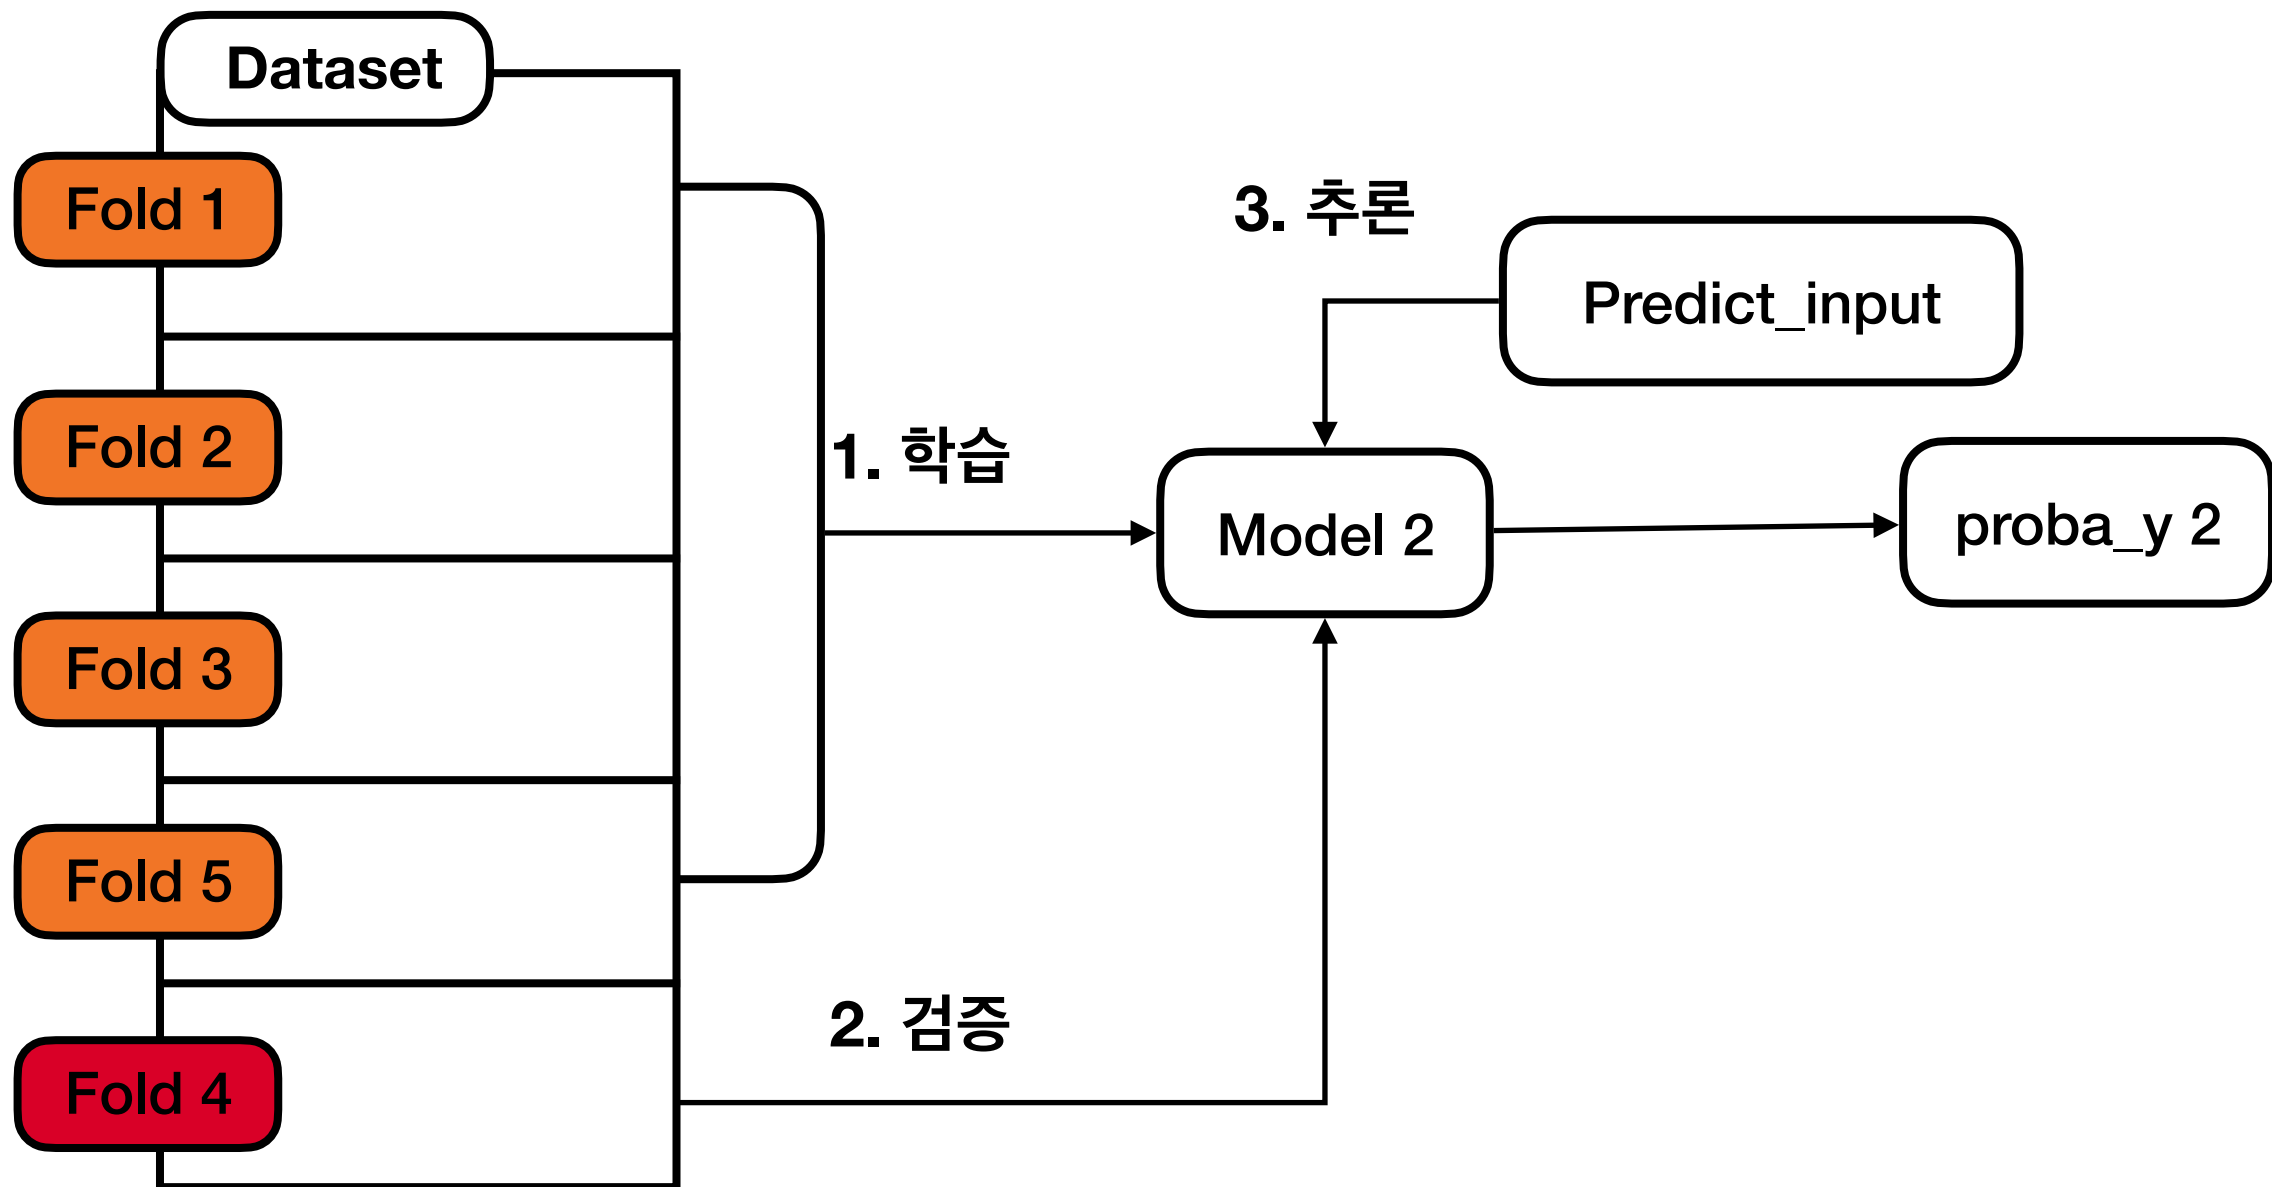 Dataset
Fold 1
3. 추론
Predict_input
Fold 2
1. 학습
Model 2
proba_y 2
Fold 3
Fold 5
2. 검증
Fold 4